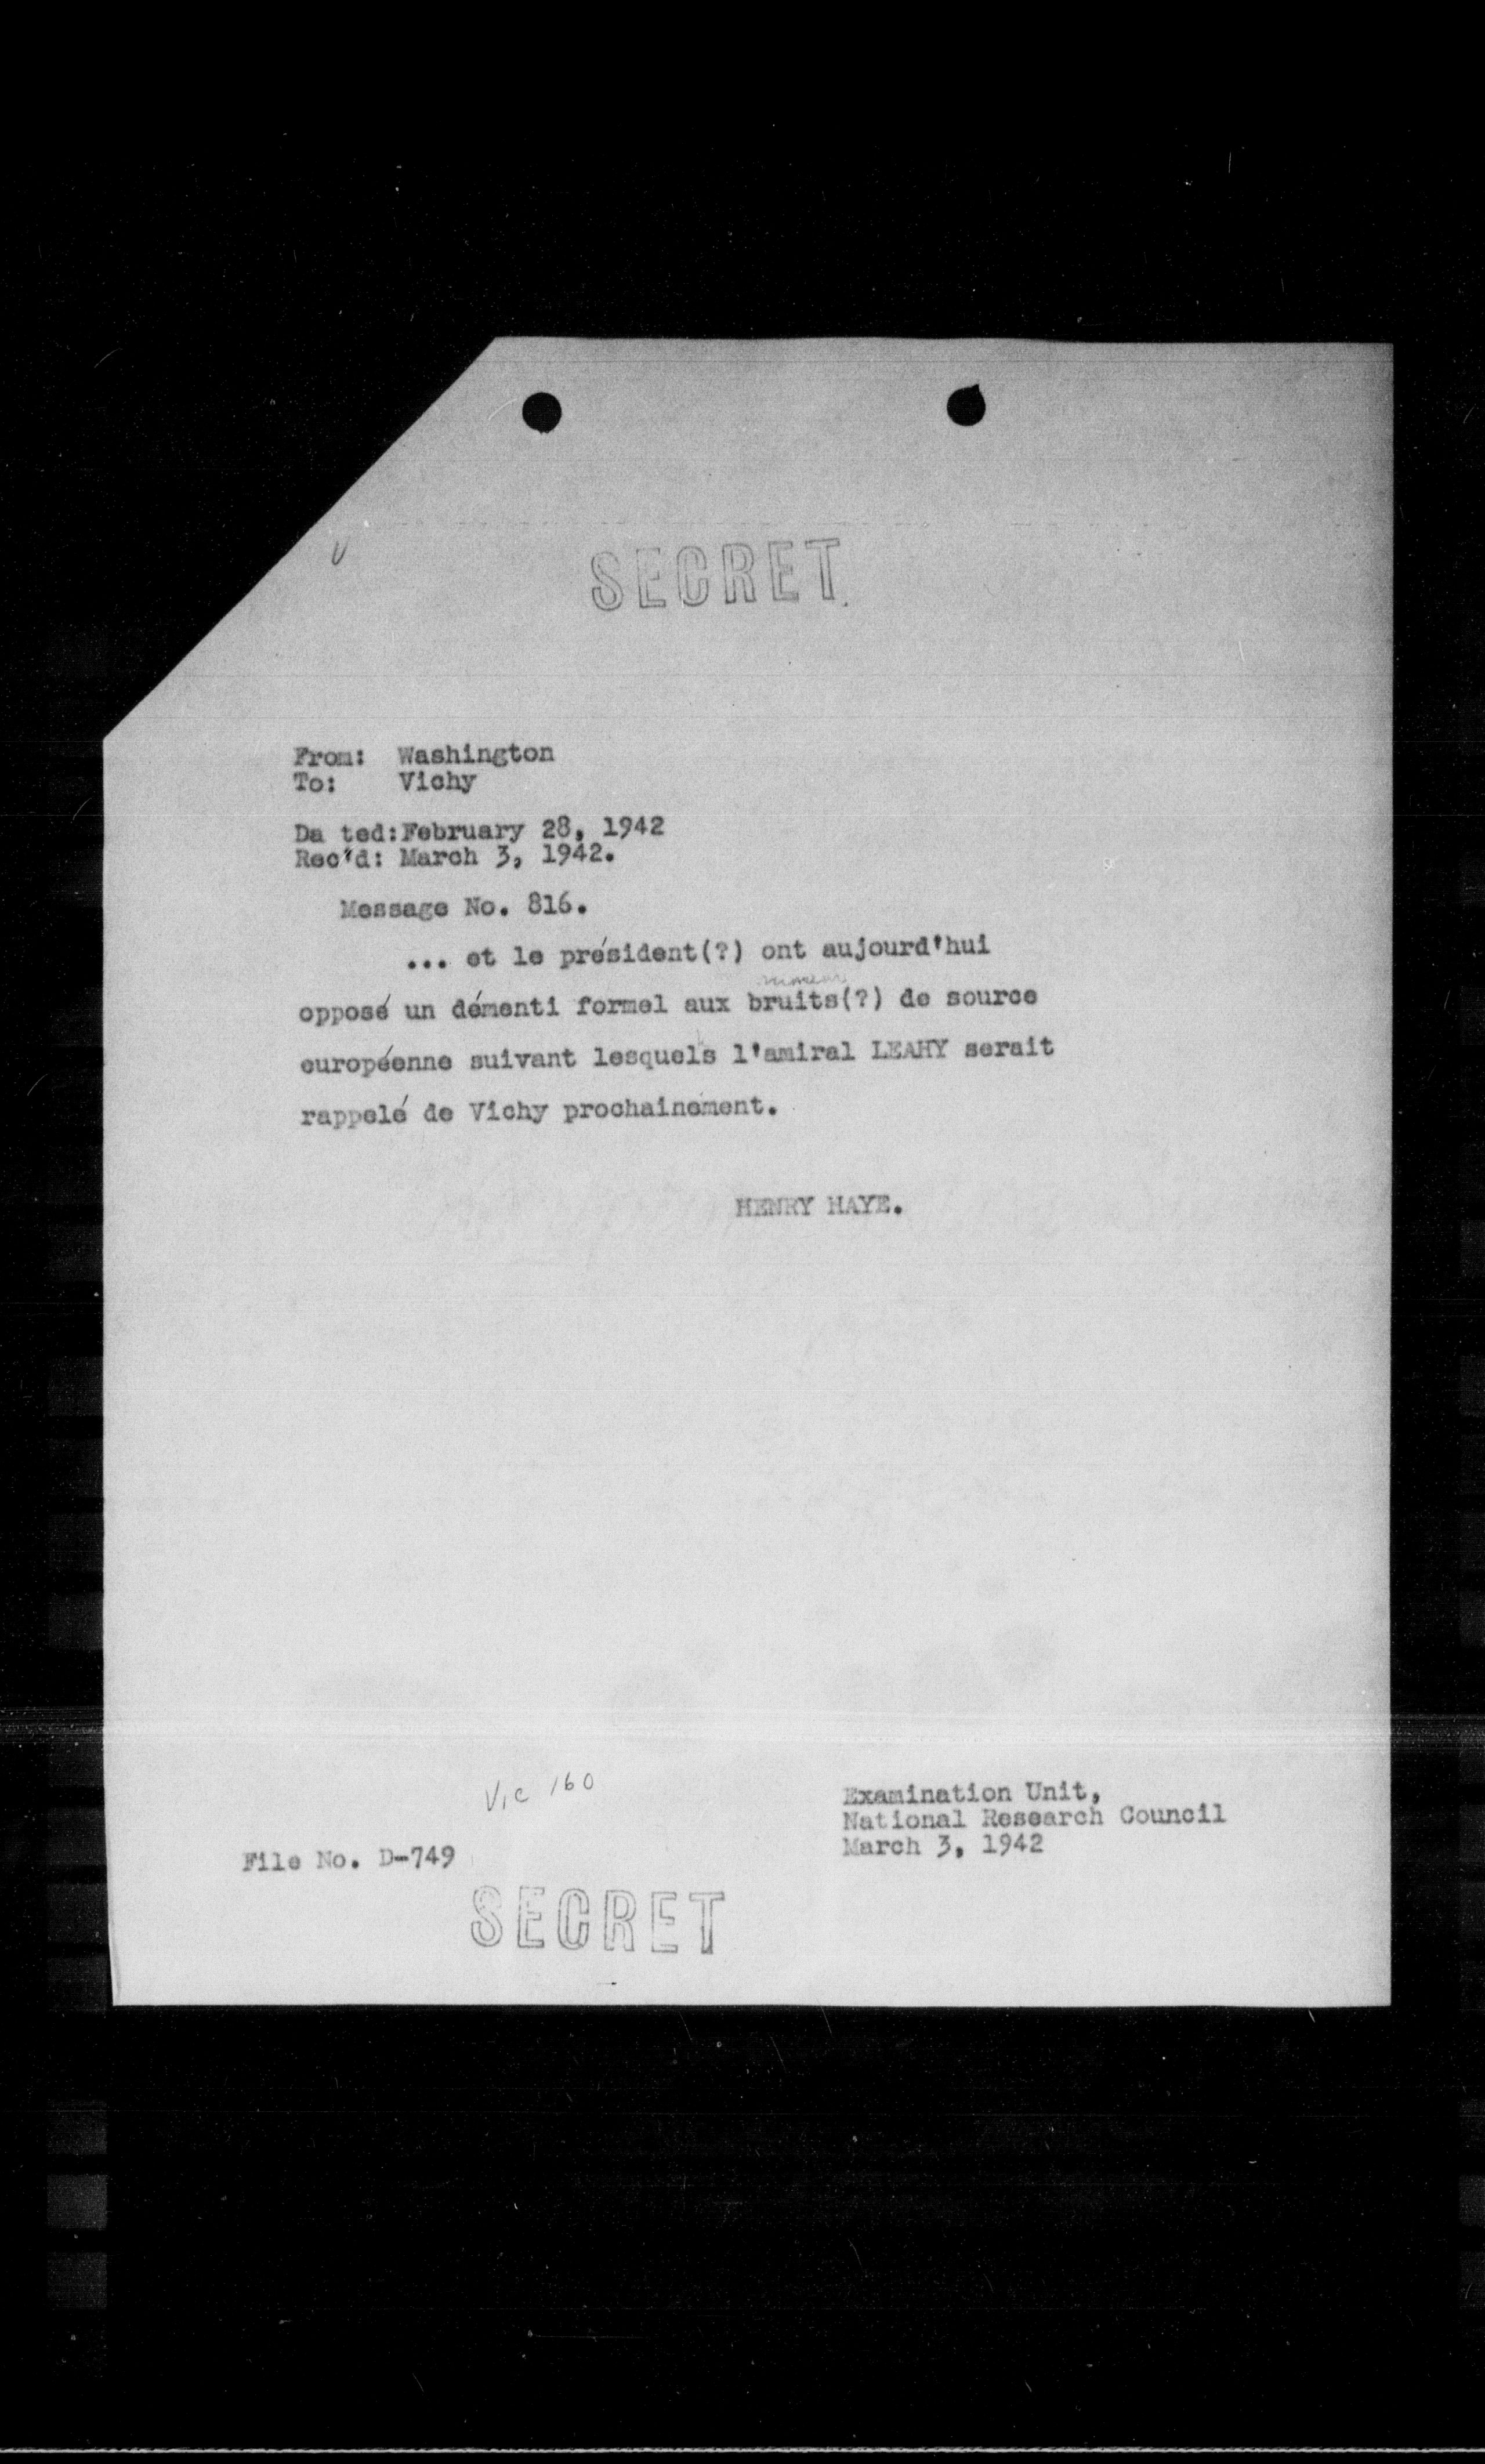 SECRET
From: Washington
To: Vichy
Da ted:February 28, 1942
Rec'd: March 3, 1942.
Message No. 816.
... et le président(?) ont aujourd'hui
opposé un démenti formel aux bruits(?) de source
européenne suivant lesquels l'amiral LEAHY serait
rappelé de Vichy prochainement.
HENRY HAYE.
Vic 160
Examination Unit,
National Research Council
March 3, 1942
File No. D-749
SECRET